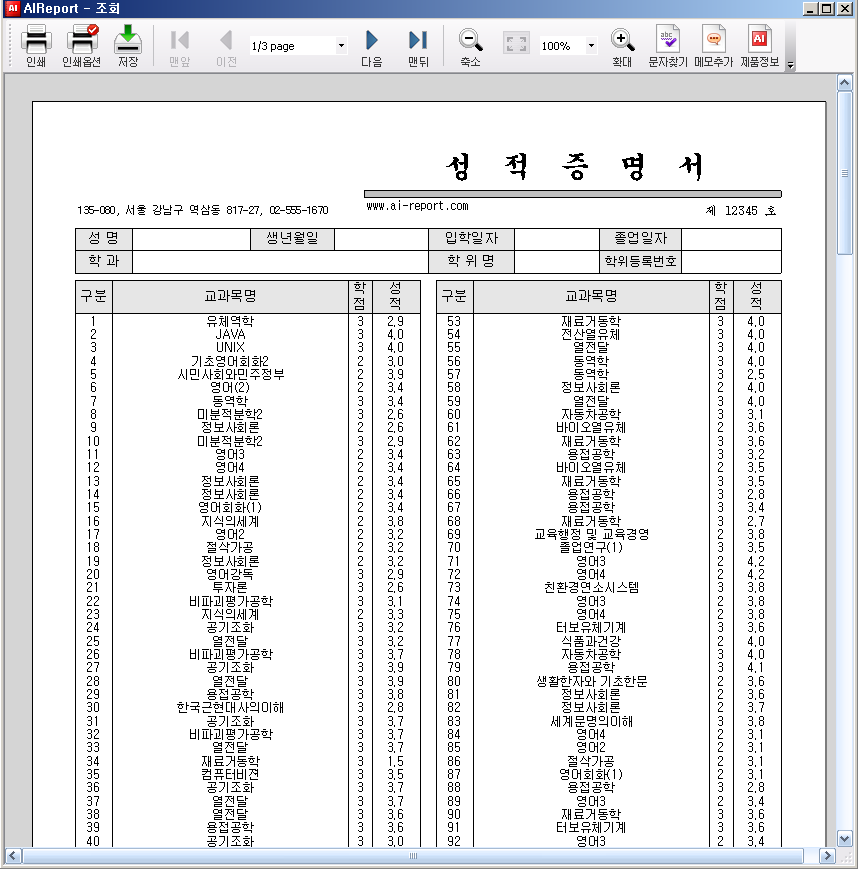 AIReport - 조회
인쇄 인쇄옵션 저장 맨앞 이전 1/3 page 다음 맨뒤 축소 100% 확대 문자찾기 메모추가 제품정보
성 적 증 명 서
135-080, 서울 강남구 역삼동 817-27, 02-555-1670 www.ai-report.com 제 12345 호
성 명 생년월일 입학일자 졸업일자
학 과 학 위 명 학위등록번호
구분 교과목명 학점 성적 구분 교과목명 학점 성적
1 유체역학 3 2.9 53 재료거동학 3 4.0
2 JAVA 3 4.0 54 전산열유체 3 4.0
3 UNIX 3 4.0 55 열전달 3 4.0
4 기초영어회화2 2 3.0 56 동역학 3 4.0
5 시민사회와민주정부 2 3.9 57 동역학 3 2.5
6 영어(2) 2 3.4 58 정보사회론 2 4.0
7 동역학 3 3.4 59 열전달 3 4.0
8 미분적분학2 3 2.6 60 자동차공학 3 3.1
9 정보사회론 2 2.6 61 바이오열유체 2 3.6
10 미분적분학2 3 2.9 62 재료거동학 3 3.6
11 영어3 2 3.4 63 용접공학 3 3.2
12 영어4 2 3.4 64 바이오열유체 2 3.5
13 정보사회론 2 3.4 65 재료거동학 3 3.5
14 정보사회론 2 3.4 66 용접공학 3 2.8
15 영어회화(1) 2 3.4 67 용접공학 3 3.4
16 지식의세계 2 3.8 68 재료거동학 3 2.7
17 영어2 2 3.2 69 교육행정 및 교육경영 2 3.8
18 절삭가공 2 3.2 70 졸업연구(1) 3 3.5
19 정보사회론 2 3.2 71 영어3 2 4.2
20 영어강독 3 2.9 72 영어4 2 4.2
21 투자론 3 2.6 73 친환경연소시스템 3 3.8
22 비파괴평가공학 3 3.1 74 영어3 2 3.8
23 지식의세계 2 3.3 75 영어4 2 3.8
24 공기조화 3 3.2 76 터보유체기계 3 3.6
25 열전달 3 3.2 77 식품과건강 2 4.0
26 비파괴평가공학 3 3.7 78 자동차공학 3 4.0
27 공기조화 3 3.9 79 용접공학 3 4.1
28 열전달 3 3.9 80 생활한자와 기초한문 2 3.6
29 용접공학 3 3.8 81 정보사회론 2 3.6
30 한국근현대사의이해 3 2.8 82 정보사회론 2 3.7
31 공기조화 3 3.7 83 세계문명의이해 3 3.8
32 비파괴평가공학 3 3.7 84 영어4 2 3.1
33 열전달 3 3.7 85 영어2 2 3.1
34 재료거동학 3 1.5 86 절삭가공 2 3.1
35 컴퓨터비젼 3 3.5 87 영어회화(1) 2 3.1
36 공기조화 3 3.7 88 용접공학 3 2.8
37 열전달 3 3.7 89 영어3 2 3.4
38 열전달 3 3.6 90 재료거동학 3 3.6
39 용접공학 3 3.6 91 터보유체기계 3 3.6
40 공기조화 3 3.0 92 영어3 2 3.4